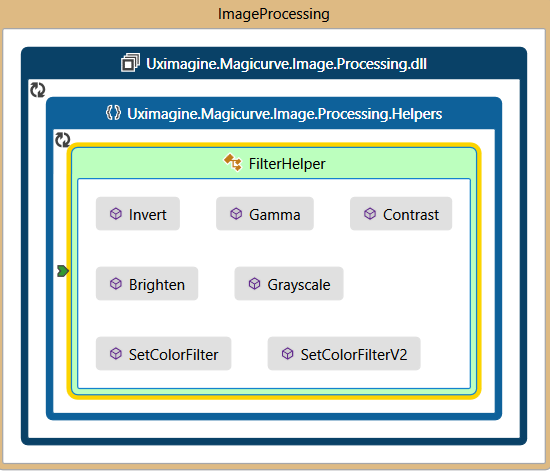 ImageProcessing
Uximagine.Magicurve.Image.Processing.dll
Uximagine.Magicurve.Image.Processing.Helpers
FilterHelper
Invert Gamma Contrast
Brighten Grayscale
SetColorFilter SetColorFilterV2